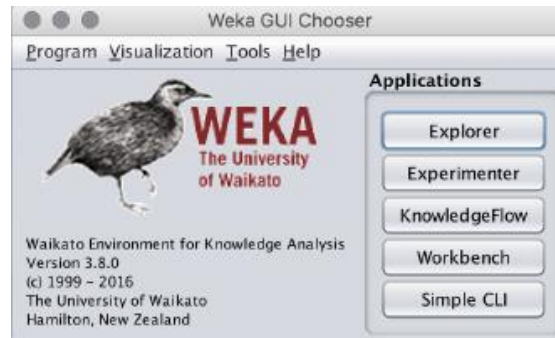 Weka GUI Chooser
Program Visualization Tools Help
WEKA
The University
of Waikato
Waikato Environment for Knowledge Analysis
Version 3.8.0
(c) 1999 – 2016
The University of Waikato
Hamilton, New Zealand
Applications
Explorer
Experimenter
KnowledgeFlow
Workbench
Simple CLI